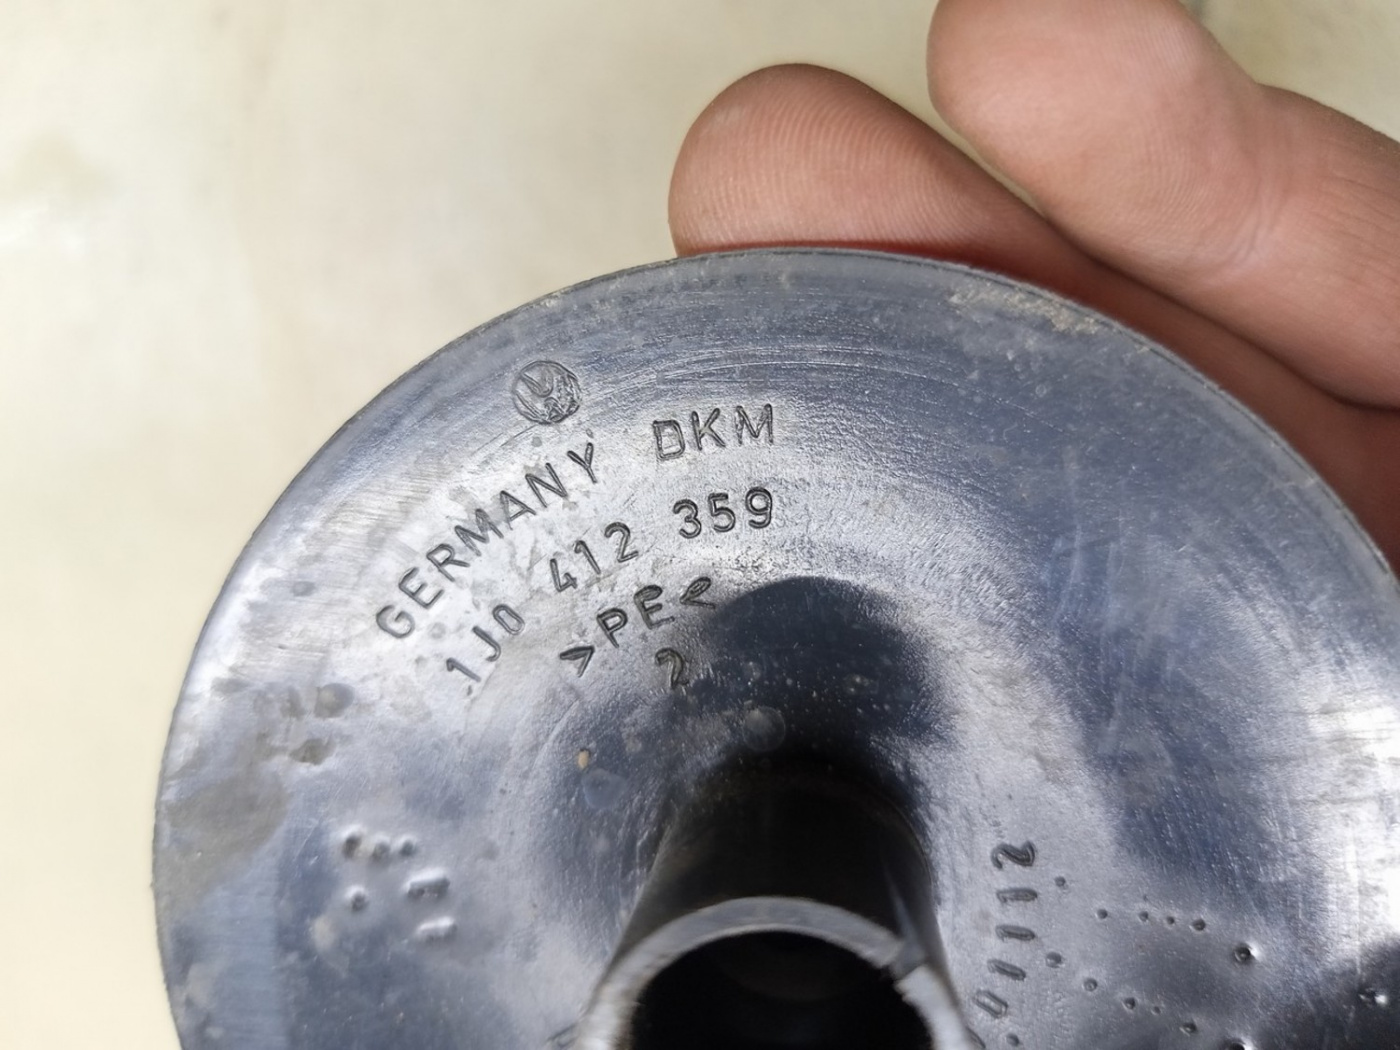 GERMANY DKM
1J0 412 359
>PE<
2